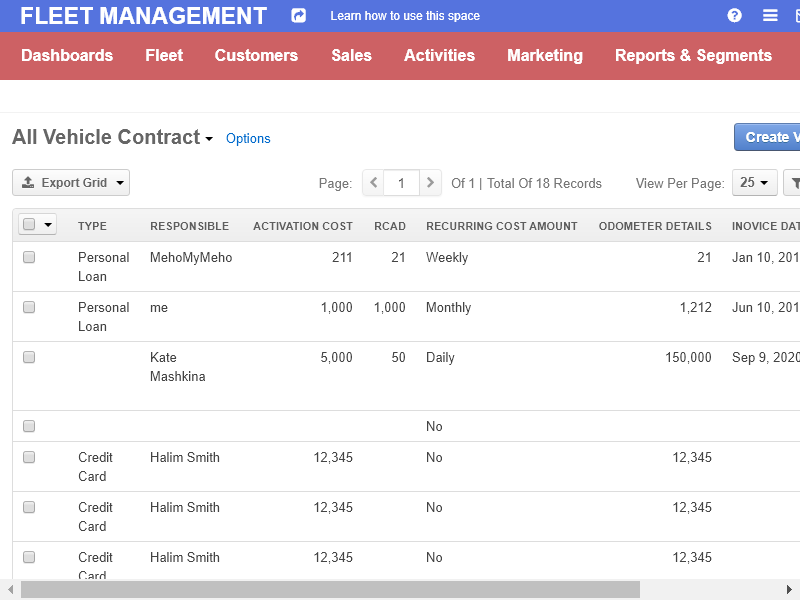 FLEET MANAGEMENT Learn how to use this space
Dashboards Fleet Customers Sales Activities Marketing Reports & Segments
All Vehicle Contract Options Create V
Export Grid Page: 1 Of 1 | Total Of 18 Records View Per Page: 25
TYPE RESPONSIBLE ACTIVATION COST RCAD RECURRING COST AMOUNT ODOMETER DETAILS INOVICE DAT
Personal MehoMyMeho 211 21 Weekly 21 Jan 10, 201
Loan
Personal me 1,000 1,000 Monthly 1,212 Jun 10, 201
Loan
Kate 5,000 50 Daily 150,000 Sep 9, 2020
Mashkina
No
Credit Halim Smith 12,345 No 12,345
Card
Credit Halim Smith 12,345 No 12,345
Card
Credit Halim Smith 12,345 No 12,345
Card